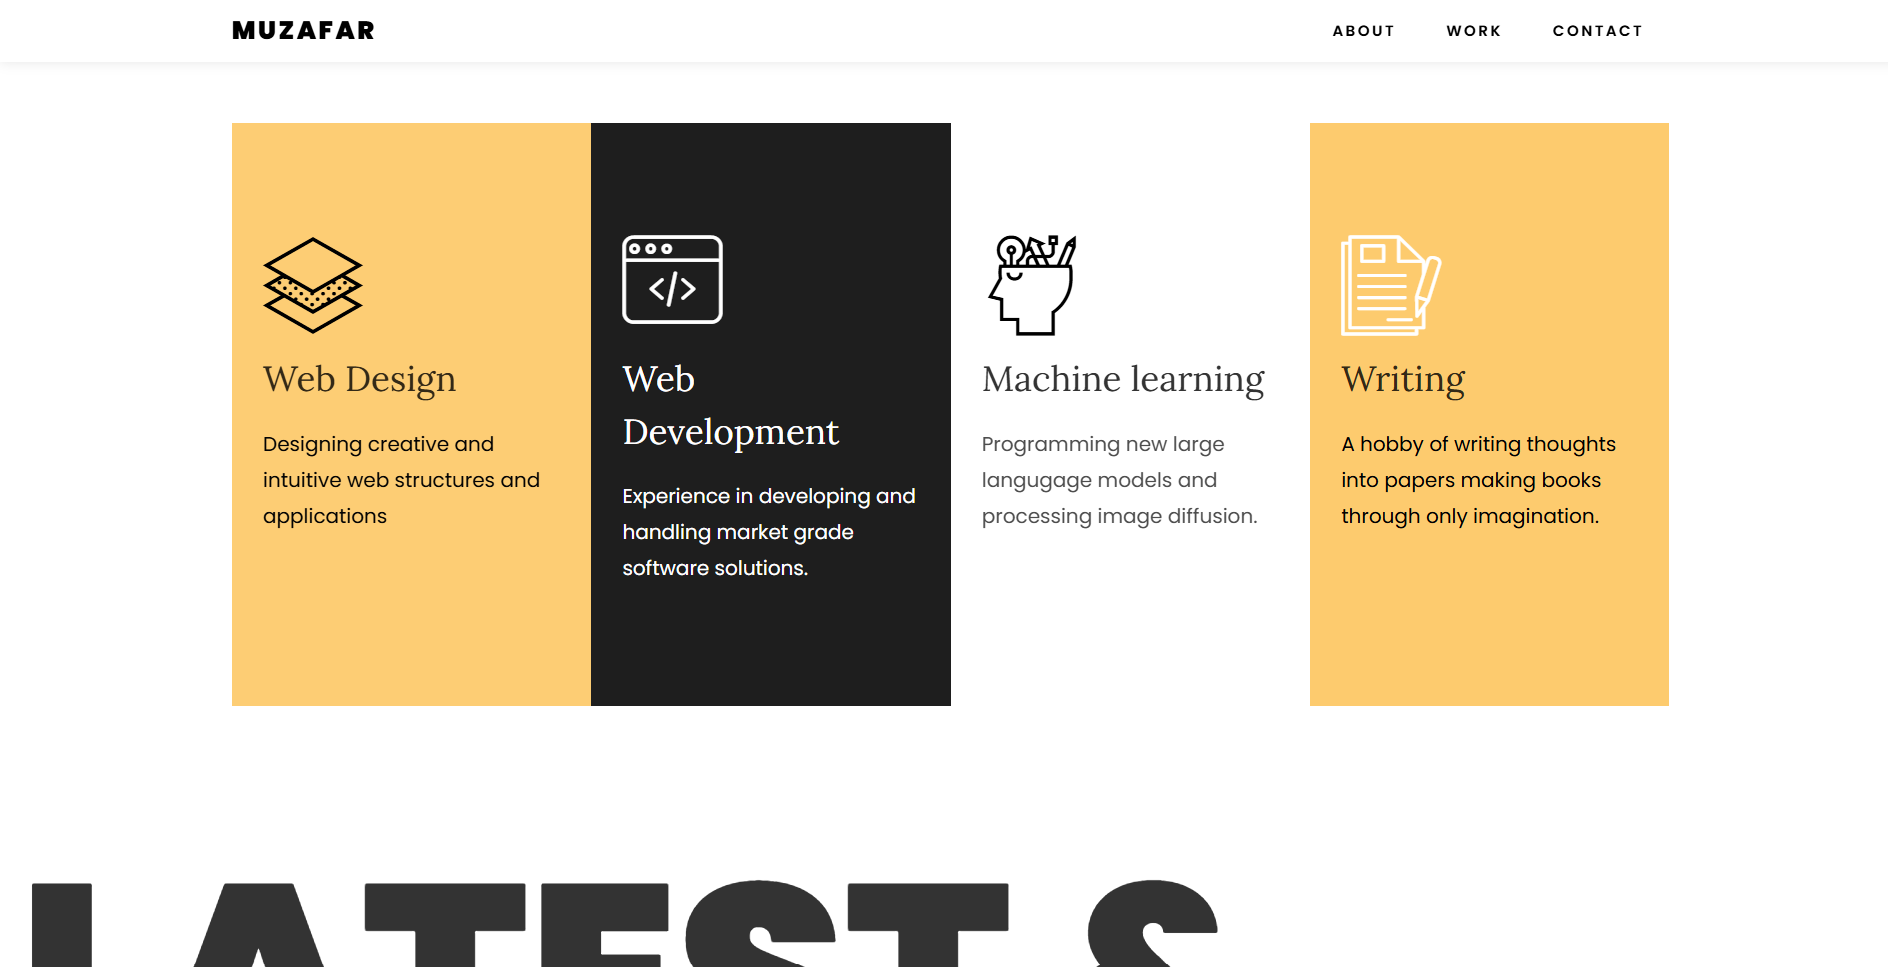 MUZAFAR
ABOUT WORK CONTACT
</>
Web Design
Designing creative and
intuitive web structures and
applications
Web
Development
Experience in developing and
handling market grade
software solutions.
Machine learning
Programming new large
langugage models and
processing image diffusion.
Writing
A hobby of writing thoughts
into papers making books
through only imagination.
LATEST &